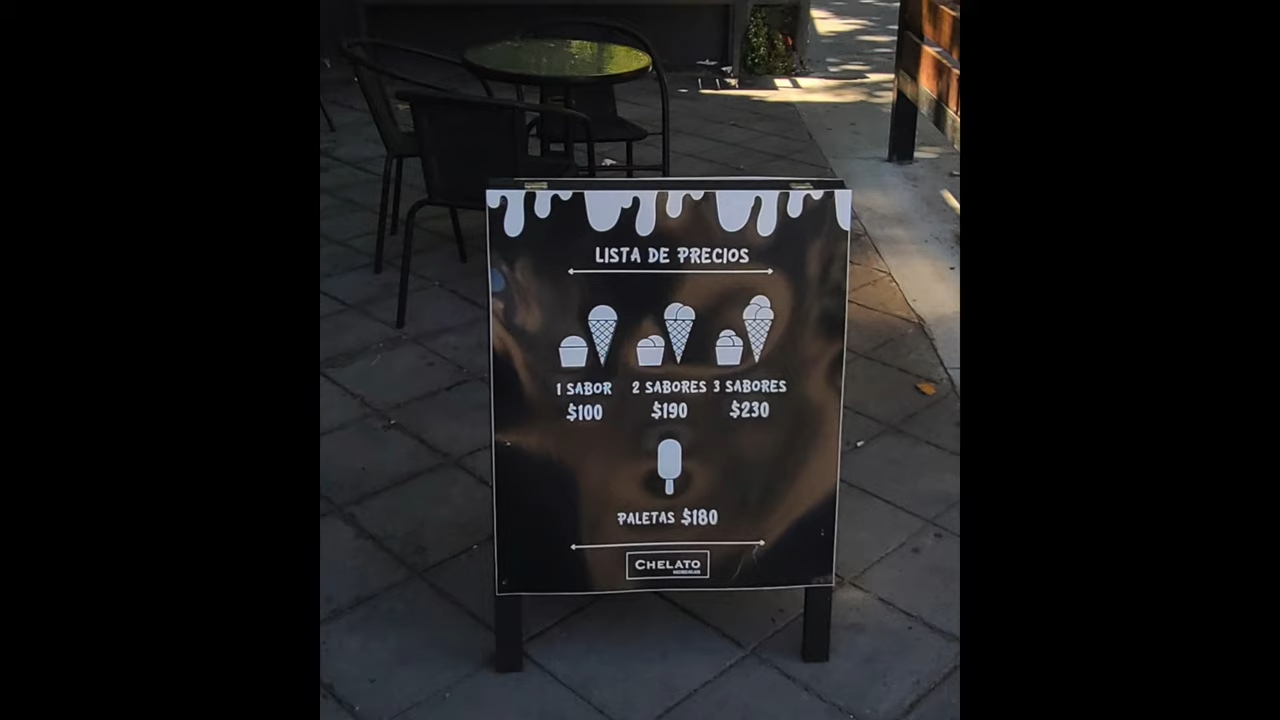 LISTA DE PRECIOS
1 SABOR 2 SABORES 3 SABORES
$100 $190 $230
PALETAS $180
CHELATO